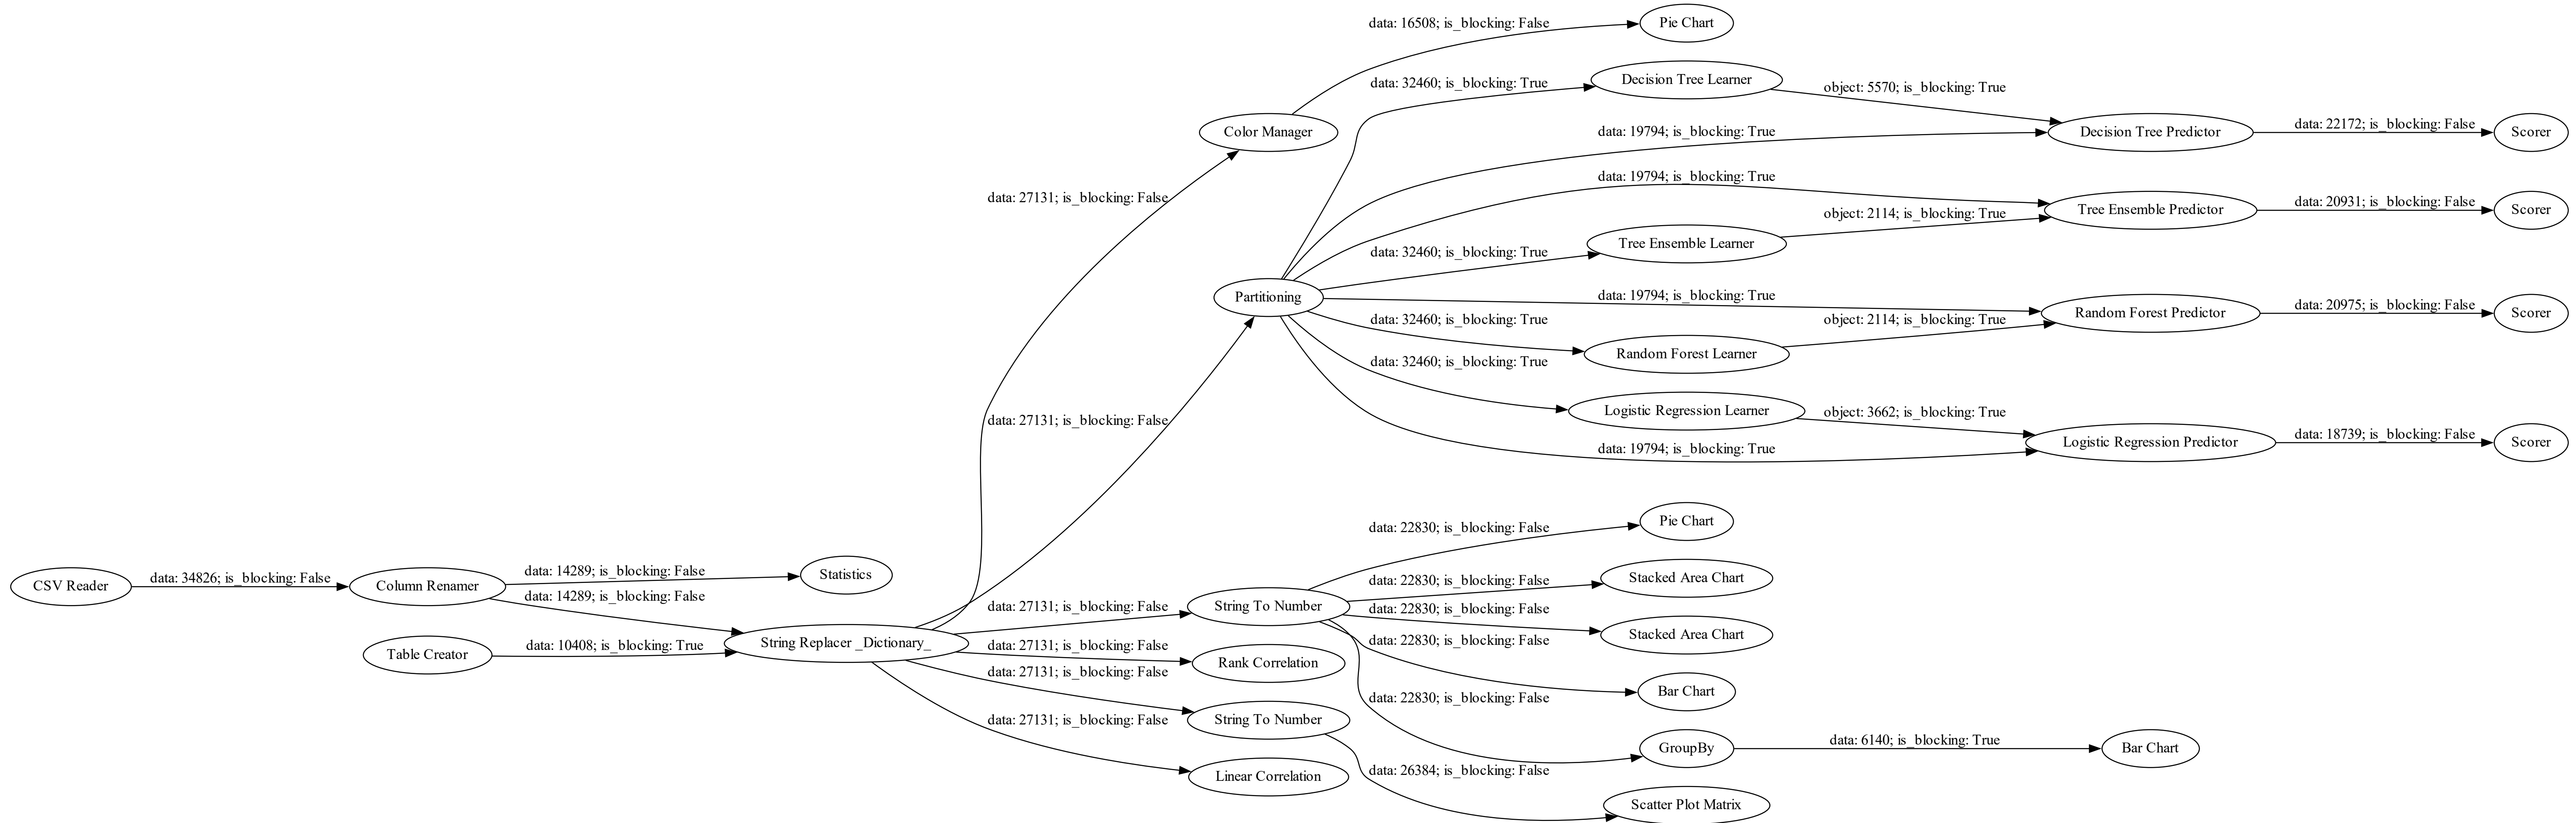 data: 16508; is_blocking: False
Pie Chart
data: 32460; is_blocking: True
Decision Tree Learner
object: 5570; is_blocking: True
Color Manager
data: 19794; is_blocking: True
Decision Tree Predictor
data: 22172; is_blocking: False
Scorer
data: 27131; is_blocking: False
data: 19794; is_blocking: True
object: 2114; is_blocking: True
Tree Ensemble Predictor
data: 20931; is_blocking: False
Scorer
data: 32460; is_blocking: True
Tree Ensemble Learner
Partitioning
data: 19794; is_blocking: True
data: 32460; is_blocking: True
object: 2114; is_blocking: True
Random Forest Predictor
data: 20975; is_blocking: False
Scorer
data: 32460; is_blocking: True
Random Forest Learner
data: 27131; is_blocking: False
Logistic Regression Learner
object: 3662; is_blocking: True
data: 19794; is_blocking: True
Logistic Regression Predictor
data: 18739; is_blocking: False
Scorer
data: 22830; is_blocking: False
Pie Chart
CSV Reader
data: 34826; is_blocking: False
Column Renamer
data: 14289; is_blocking: False
Statistics
data: 14289; is_blocking: False
data: 27131; is_blocking: False
String To Number
data: 22830; is_blocking: False
Stacked Area Chart
data: 22830; is_blocking: False
Stacked Area Chart
Table Creator
data: 10408; is_blocking: True
String Replacer _Dictionary_
data: 27131; is_blocking: False
Rank Correlation
data: 22830; is_blocking: False
Bar Chart
data: 27131; is_blocking: False
String To Number
data: 22830; is_blocking: False
GroupBy
data: 6140; is_blocking: True
Bar Chart
data: 27131; is_blocking: False
Linear Correlation
data: 26384; is_blocking: False
Scatter Plot Matrix